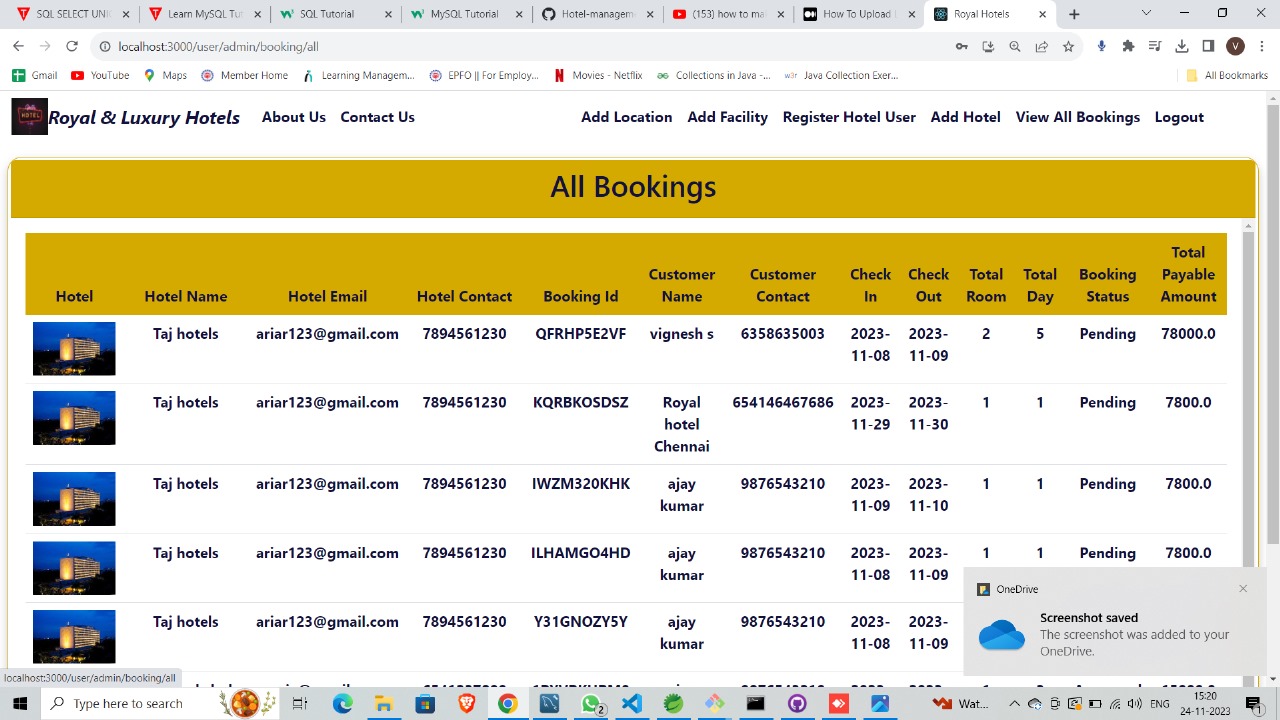 MySQL Tutori
SQL SELECT
SQL Tutorial
MySQL Tutori
Hotel-manage
(153) How to ma
How To Upload
Royal Hotels
localhost:3000/user/admin/booking/all
V
Gmail
YouTube
Maps
Member Home
Learning Managem...
EPFO || For Employ...
Movies - Netflix
Collections in Java -...
Java Collection Exer...
All Bookmarks
HOTEL
Royal & Luxury Hotels
About Us
Contact Us
Add Location
Add Facility
Register Hotel User
Add Hotel
View All Bookings
Logout
All Bookings
Hotel
Hotel Name
Hotel Email
Hotel Contact
Booking Id
Customer
Name
Customer
Contact
Check
In
Check
Out
Total
Room
Total
Day
Booking
Status
Total
Payable
Amount
Taj hotels ariar123@gmail.com 7894561230 QFRHP5E2VF vignesh s 6358635003 2023- 2023- 2 5 Pending 78000.0
11-08 11-09
Taj hotels ariar123@gmail.com 7894561230 KQRBKOSDSZ Royal 654146467686 2023- 2023- 1 1 Pending 7800.0
hotel 11-29 11-30
Chennai
Taj hotels ariar123@gmail.com 7894561230 IWZM320KHK ajay 9876543210 2023- 2023- 1 1 Pending 7800.0
kumar 11-09 11-10
Taj hotels ariar123@gmail.com 7894561230 ILHAMGO4HD ajay 9876543210 2023- 2023- 1 1 Pending 7800.0
kumar 11-08 11-09
Taj hotels ariar123@gmail.com 7894561230 Y31GNOZY5Y ajay 9876543210 2023- 2023-
kumar 11-08 11-09
OneDrive
Screenshot saved
The screenshot was added to your
OneDrive.
localhost:3000/user/admin/booking/all
Type here to search
2
Watchlist ideas
ENG
15:20
24-11-2023
1